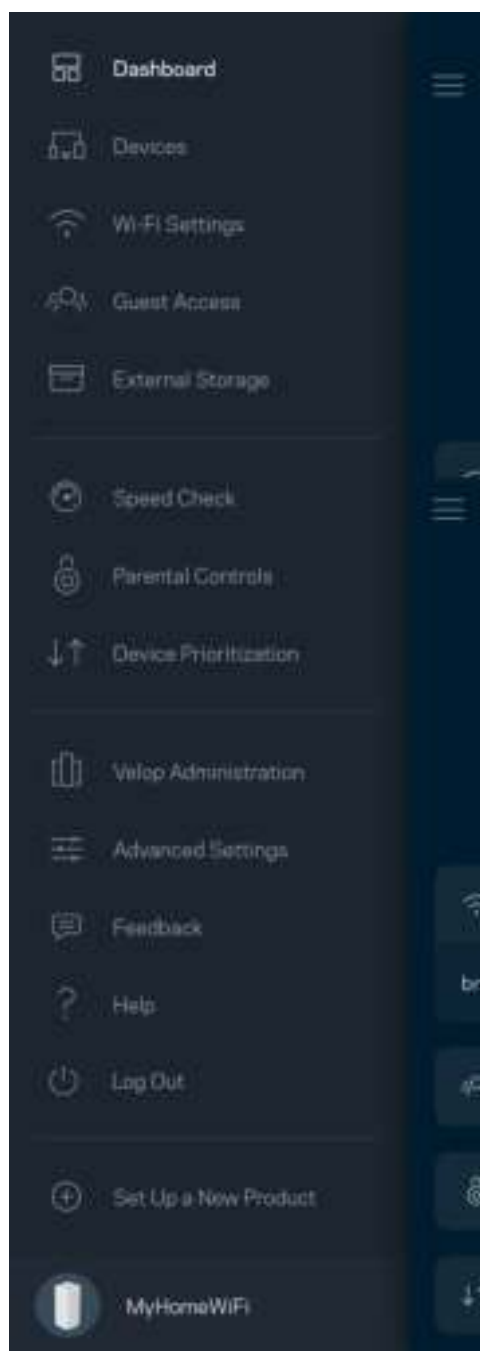 Dashboard
Devices
Wi-Fi Settings
Guest Access
External Storage
Speed Check
Parental Controls
Device Prioritization
Velop Administration
Advanced Settings
Feedback
br
Help
Log Out
Set Up a New Product
MyHomeWiFi